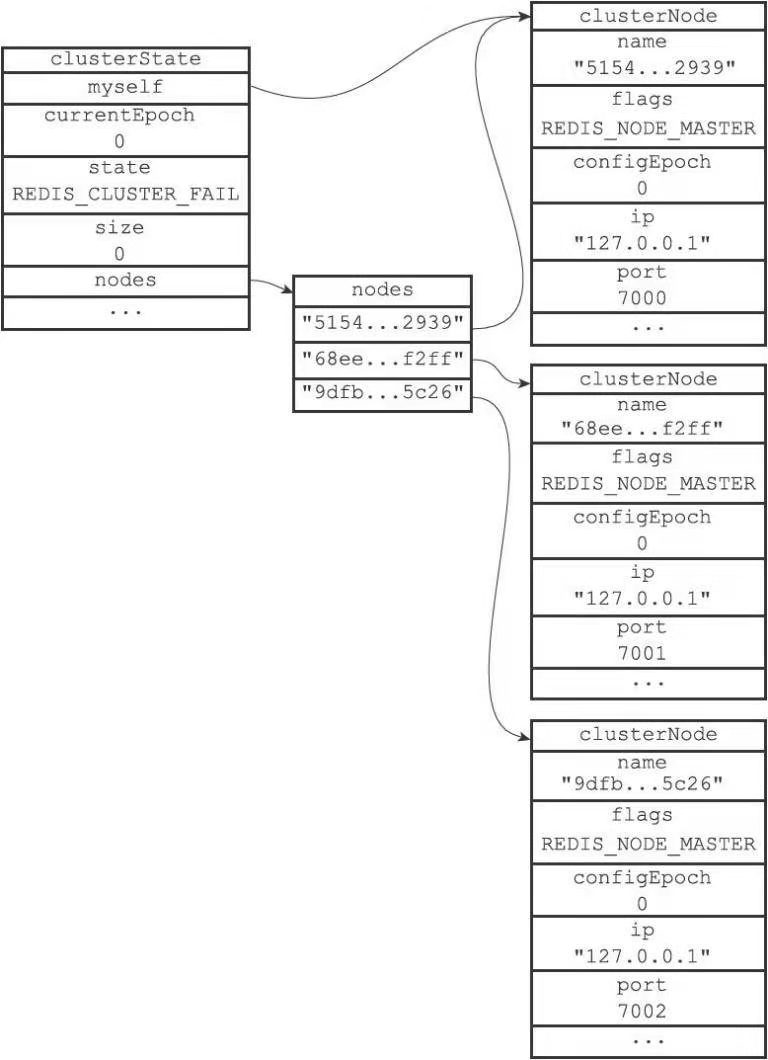 clusterState
myself
currentEpoch
0
state
REDIS_CLUSTER_FAIL
size
0
nodes
...
nodes
"5154...2939"
"68ee...f2ff"
"9dfb...5c26"
clusterNode
name
"5154...2939"
flags
REDIS_NODE_MASTER
configEpoch
0
ip
"127.0.0.1"
port
7000
...
clusterNode
name
"68ee...f2ff"
flags
REDIS_NODE_MASTER
configEpoch
0
ip
"127.0.0.1"
port
7001
...
clusterNode
name
"9dfb...5c26"
flags
REDIS_NODE_MASTER
configEpoch
0
ip
"127.0.0.1"
port
7002
...